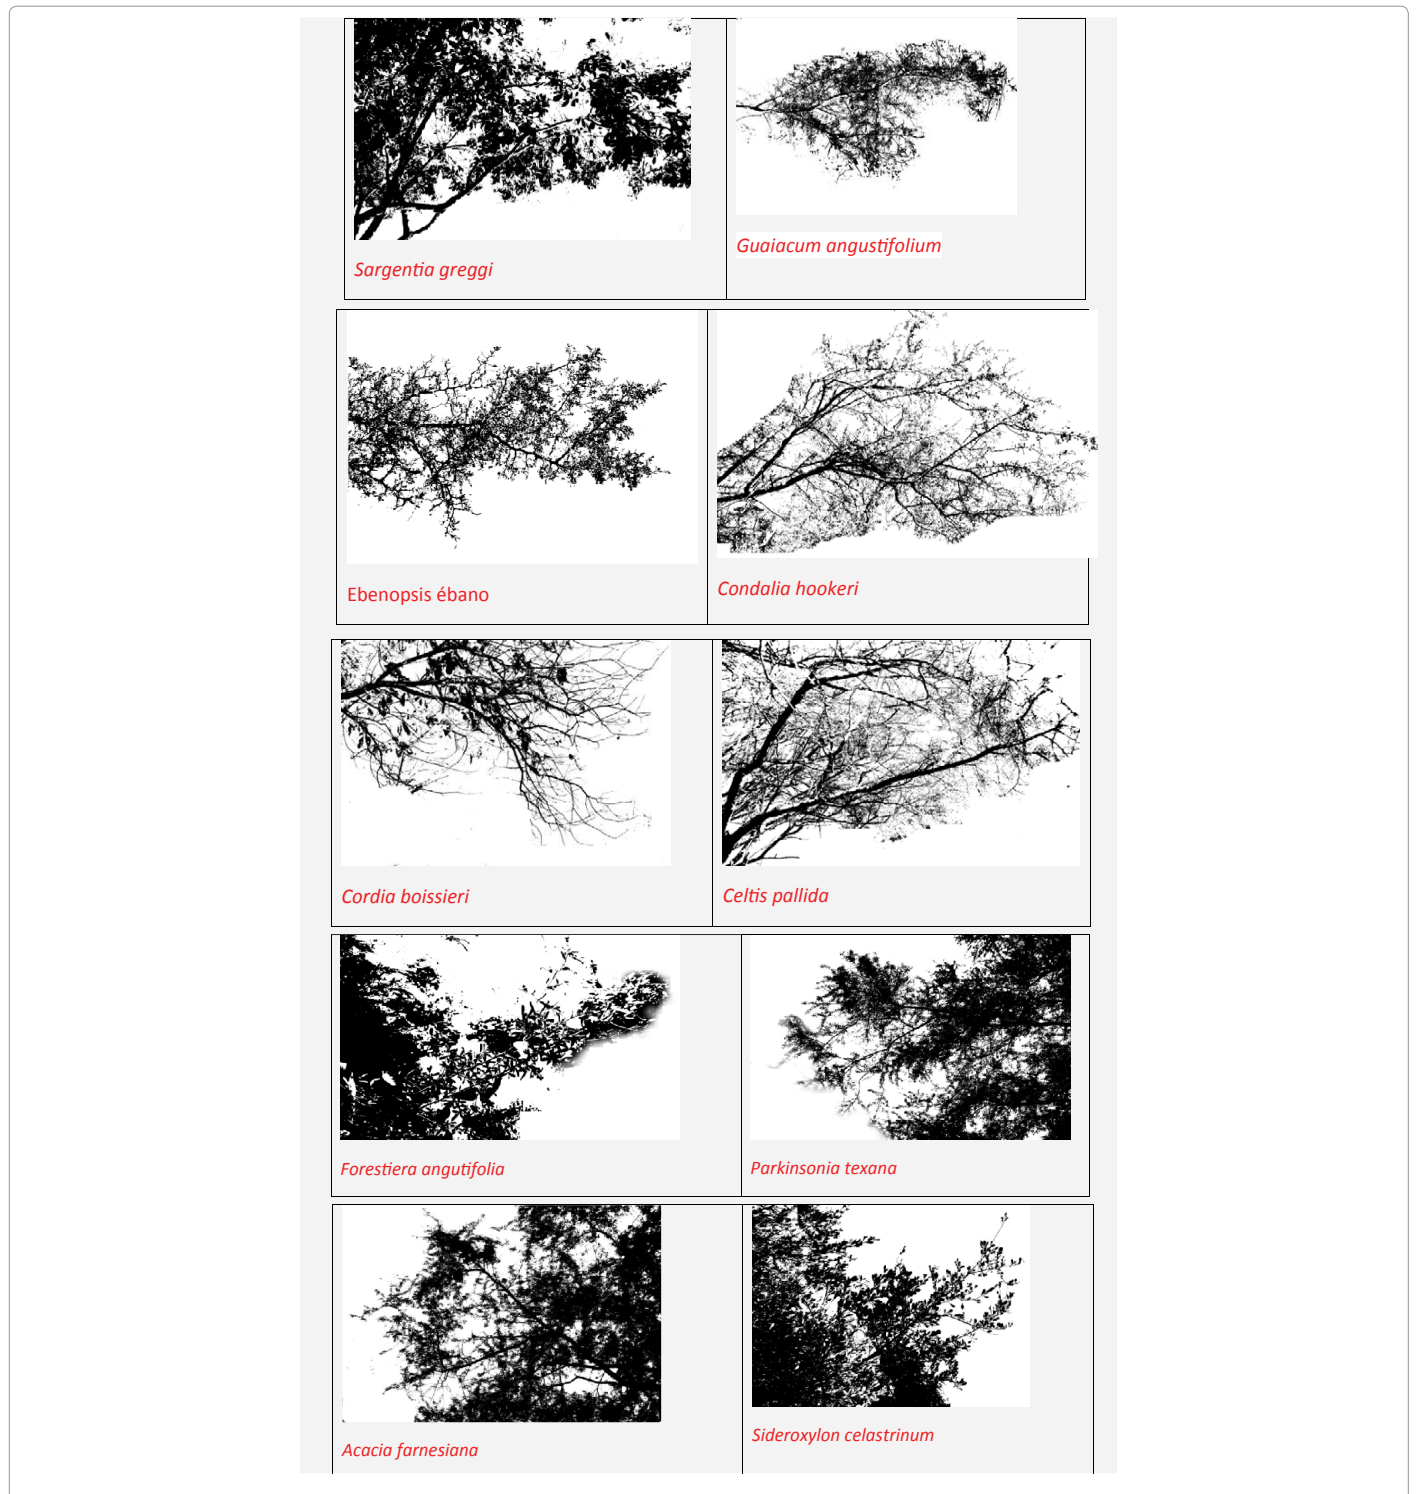 Sargentia greggi
Guaiacum angustifolium
Ebenopsis ébano
Condalia hookeri
Cordia boissieri
Celtis pallida
Forestiera angutifolia
Parkinsonia texana
Acacia farnesiana
Sideroxylon celastrinum